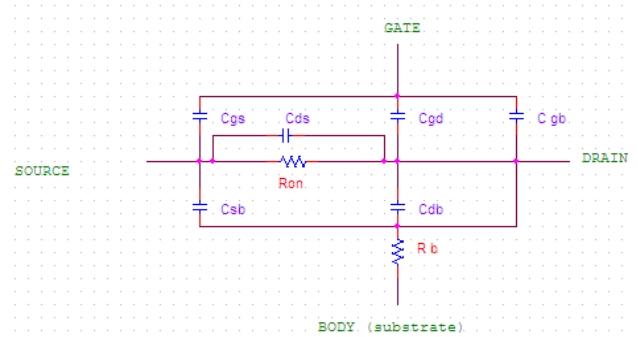 GATE
Cgs Cds Cgd C gb
SOURCE DRAIN
Ron
Csb Cdb
R b
BODY (substrate)